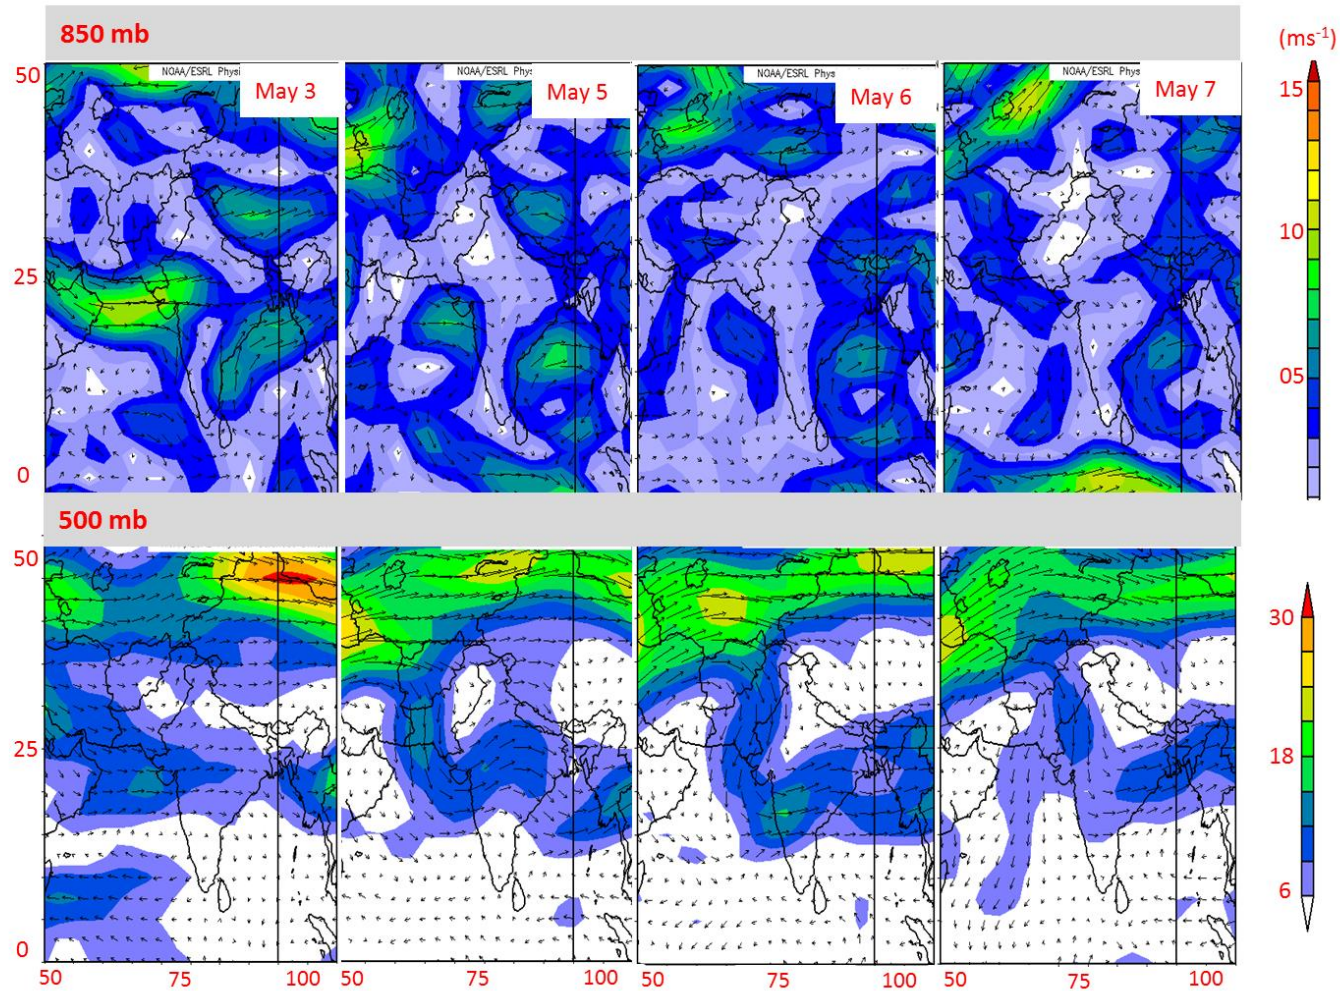 850 mb
(ms-1)
NOAA/ESRL Physi
May 3
NOAA/ESRL Phys
May 5
NOAA/ESRL Phys
May 6
NOAA/ESRL Phys
May 7
50
25
0
15
10
05
500 mb
50
25
0
30
18
6
50 75 100 50 75 100 50 75 100 50 75 100